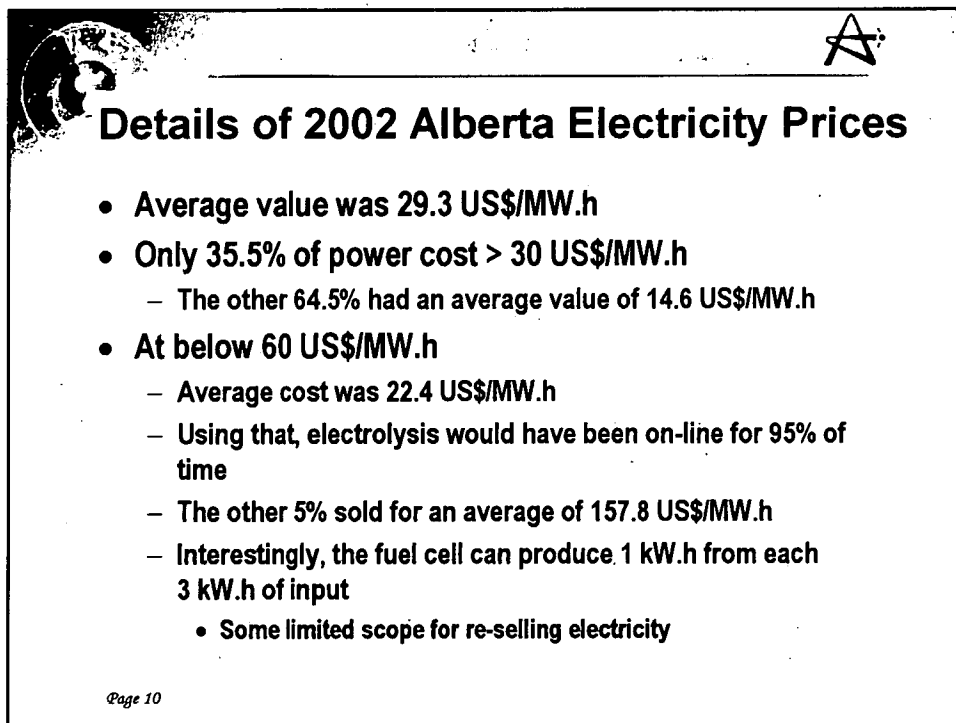 Details of 2002 Alberta Electricity Prices
• Average value was 29.3 US$/MW.h
• Only 35.5% of power cost > 30 US$/MW.h
– The other 64.5% had an average value of 14.6 US$/MW.h
• At below 60 US$/MW.h
– Average cost was 22.4 US$/MW.h
– Using that, electrolysis would have been on-line for 95% of
time
– The other 5% sold for an average of 157.8 US$/MW.h
– Interestingly, the fuel cell can produce 1 kW.h from each
3 kW.h of input
• Some limited scope for re-selling electricity
Page 10